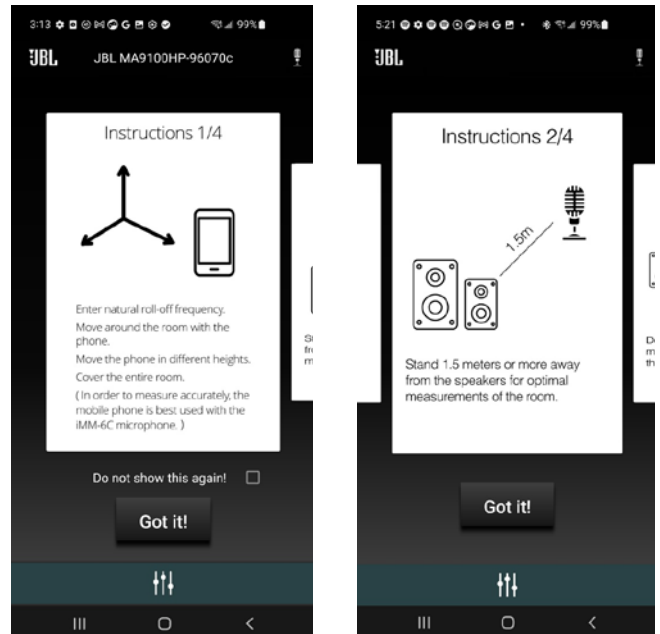 3:13
99%
JBL
JBL MA9100HP-96070c
Instructions 1/4
Enter natural roll-off frequency.
Move around the room with the
phone.
Move the phone in different heights.
Cover the entire room.
( In order to measure accurately, the
mobile phone is best used with the
iMM-6C microphone. )
Do not show this again!
Got it!
5:21
99%
JBL
Instructions 2/4
1.5m
Stand 1.5 meters or more away
from the speakers for optimal
measurements of the room.
Got it!